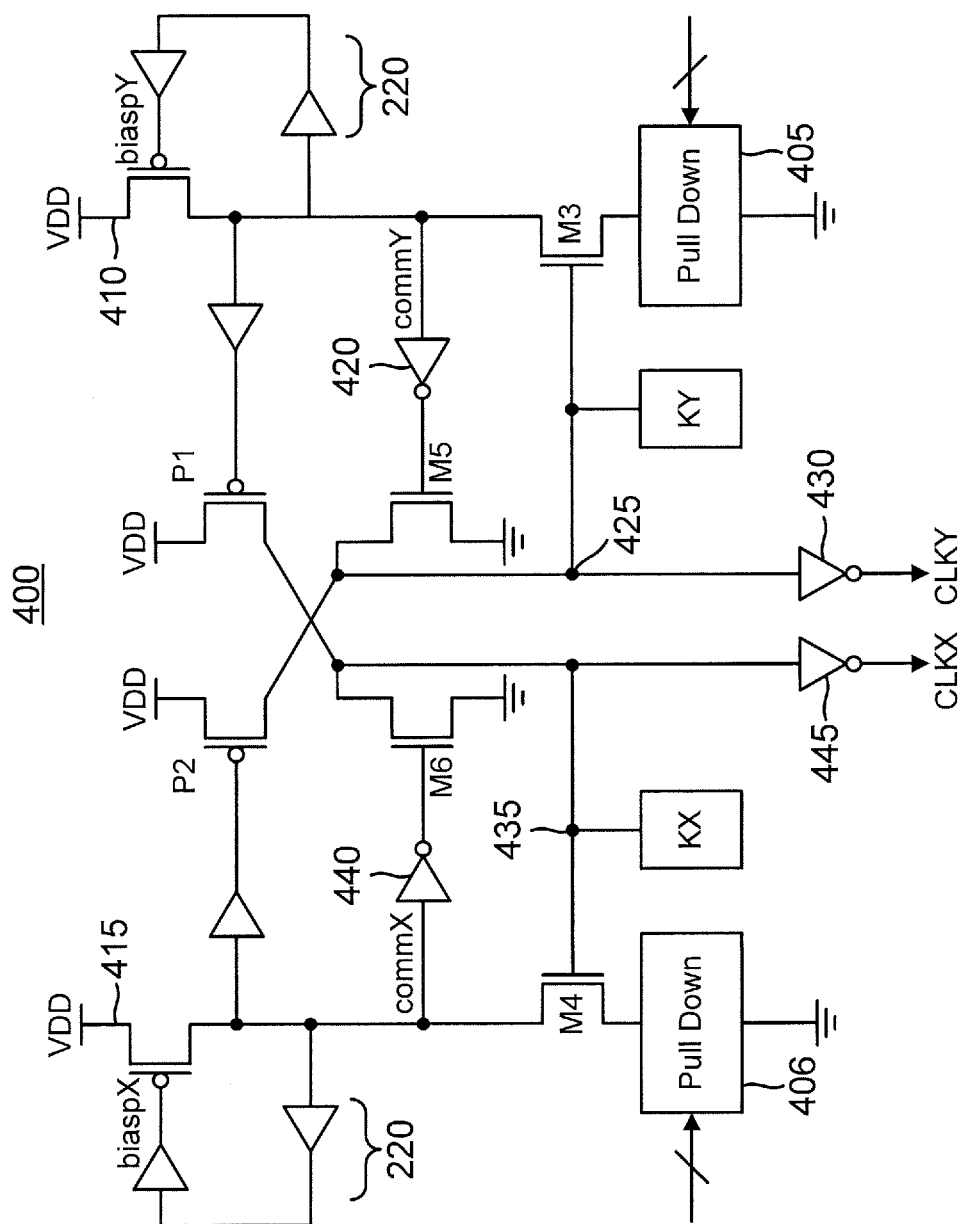 400
VDD
415
biaspX
220
VDD
P2
VDD
P1
VDD
410
biaspY
220
commX
440
M6
M5
420
commY
M4
435
425
M3
Pull Down
406
KX
KY
Pull Down
405
445
430
CLKX
CLKY